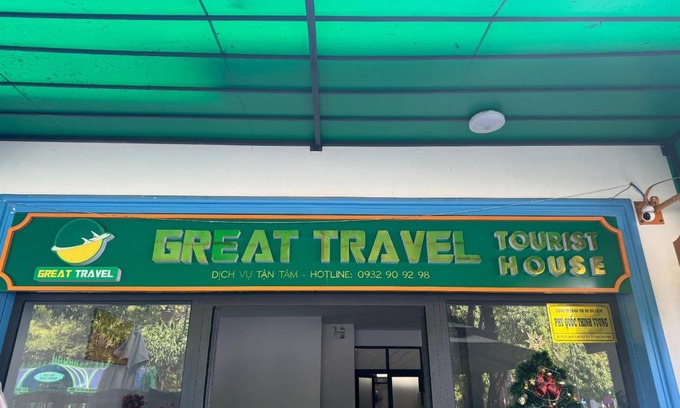 GREAT TRAVEL
GREAT TRAVEL
TOURIST
HOUSE
DỊCH VỤ TẬN TÂM - HOTLINE: 0932 90 92 98
PHÚ QUỐC THỊNH VƯỢNG